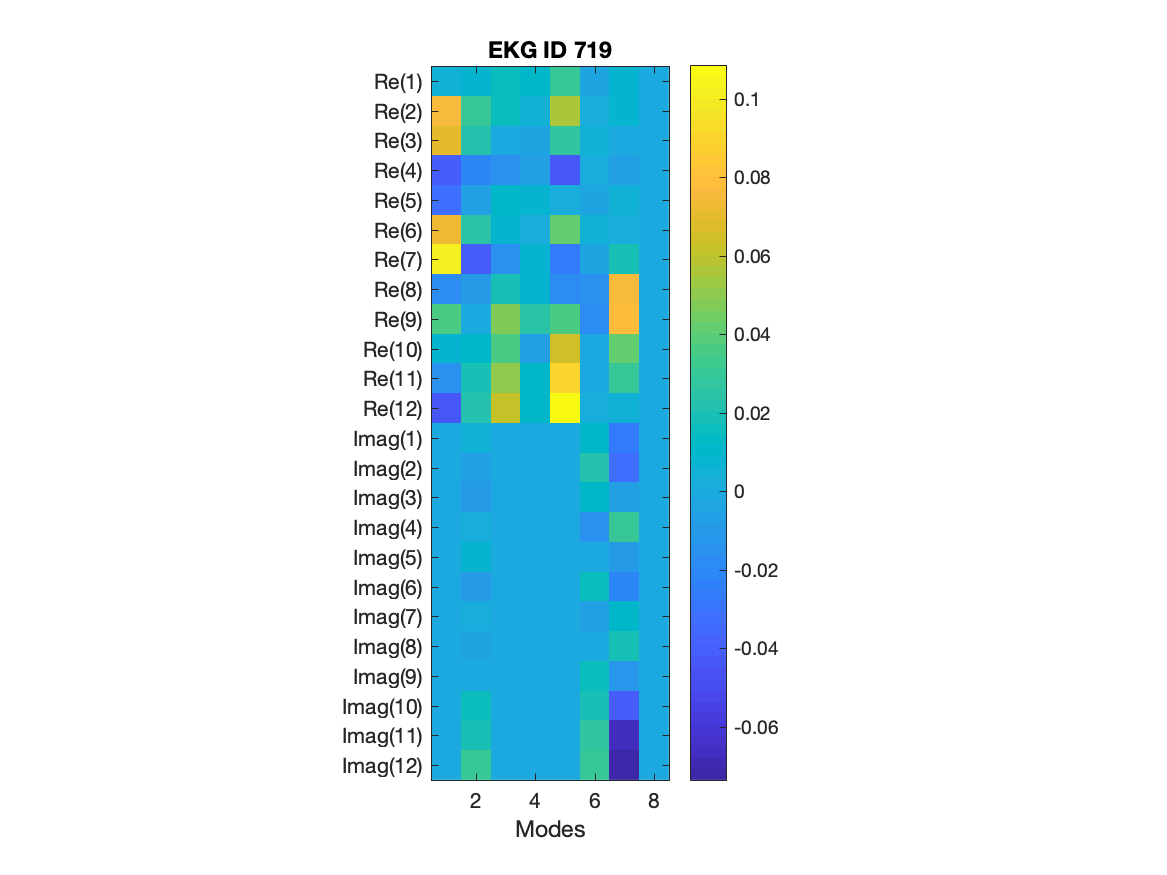 EKG ID 719
Re(1)
Re(2)
Re(3)
Re(4)
Re(5)
Re(6)
Re(7)
Re(8)
Re(9)
Re(10)
Re(11)
Re(12)
Imag(1)
Imag(2)
Imag(3)
Imag(4)
Imag(5)
Imag(6)
Imag(7)
Imag(8)
Imag(9)
Imag(10)
Imag(11)
Imag(12)
2 4 6 8
Modes
0.1
0.08
0.06
0.04
0.02
0
-0.02
-0.04
-0.06